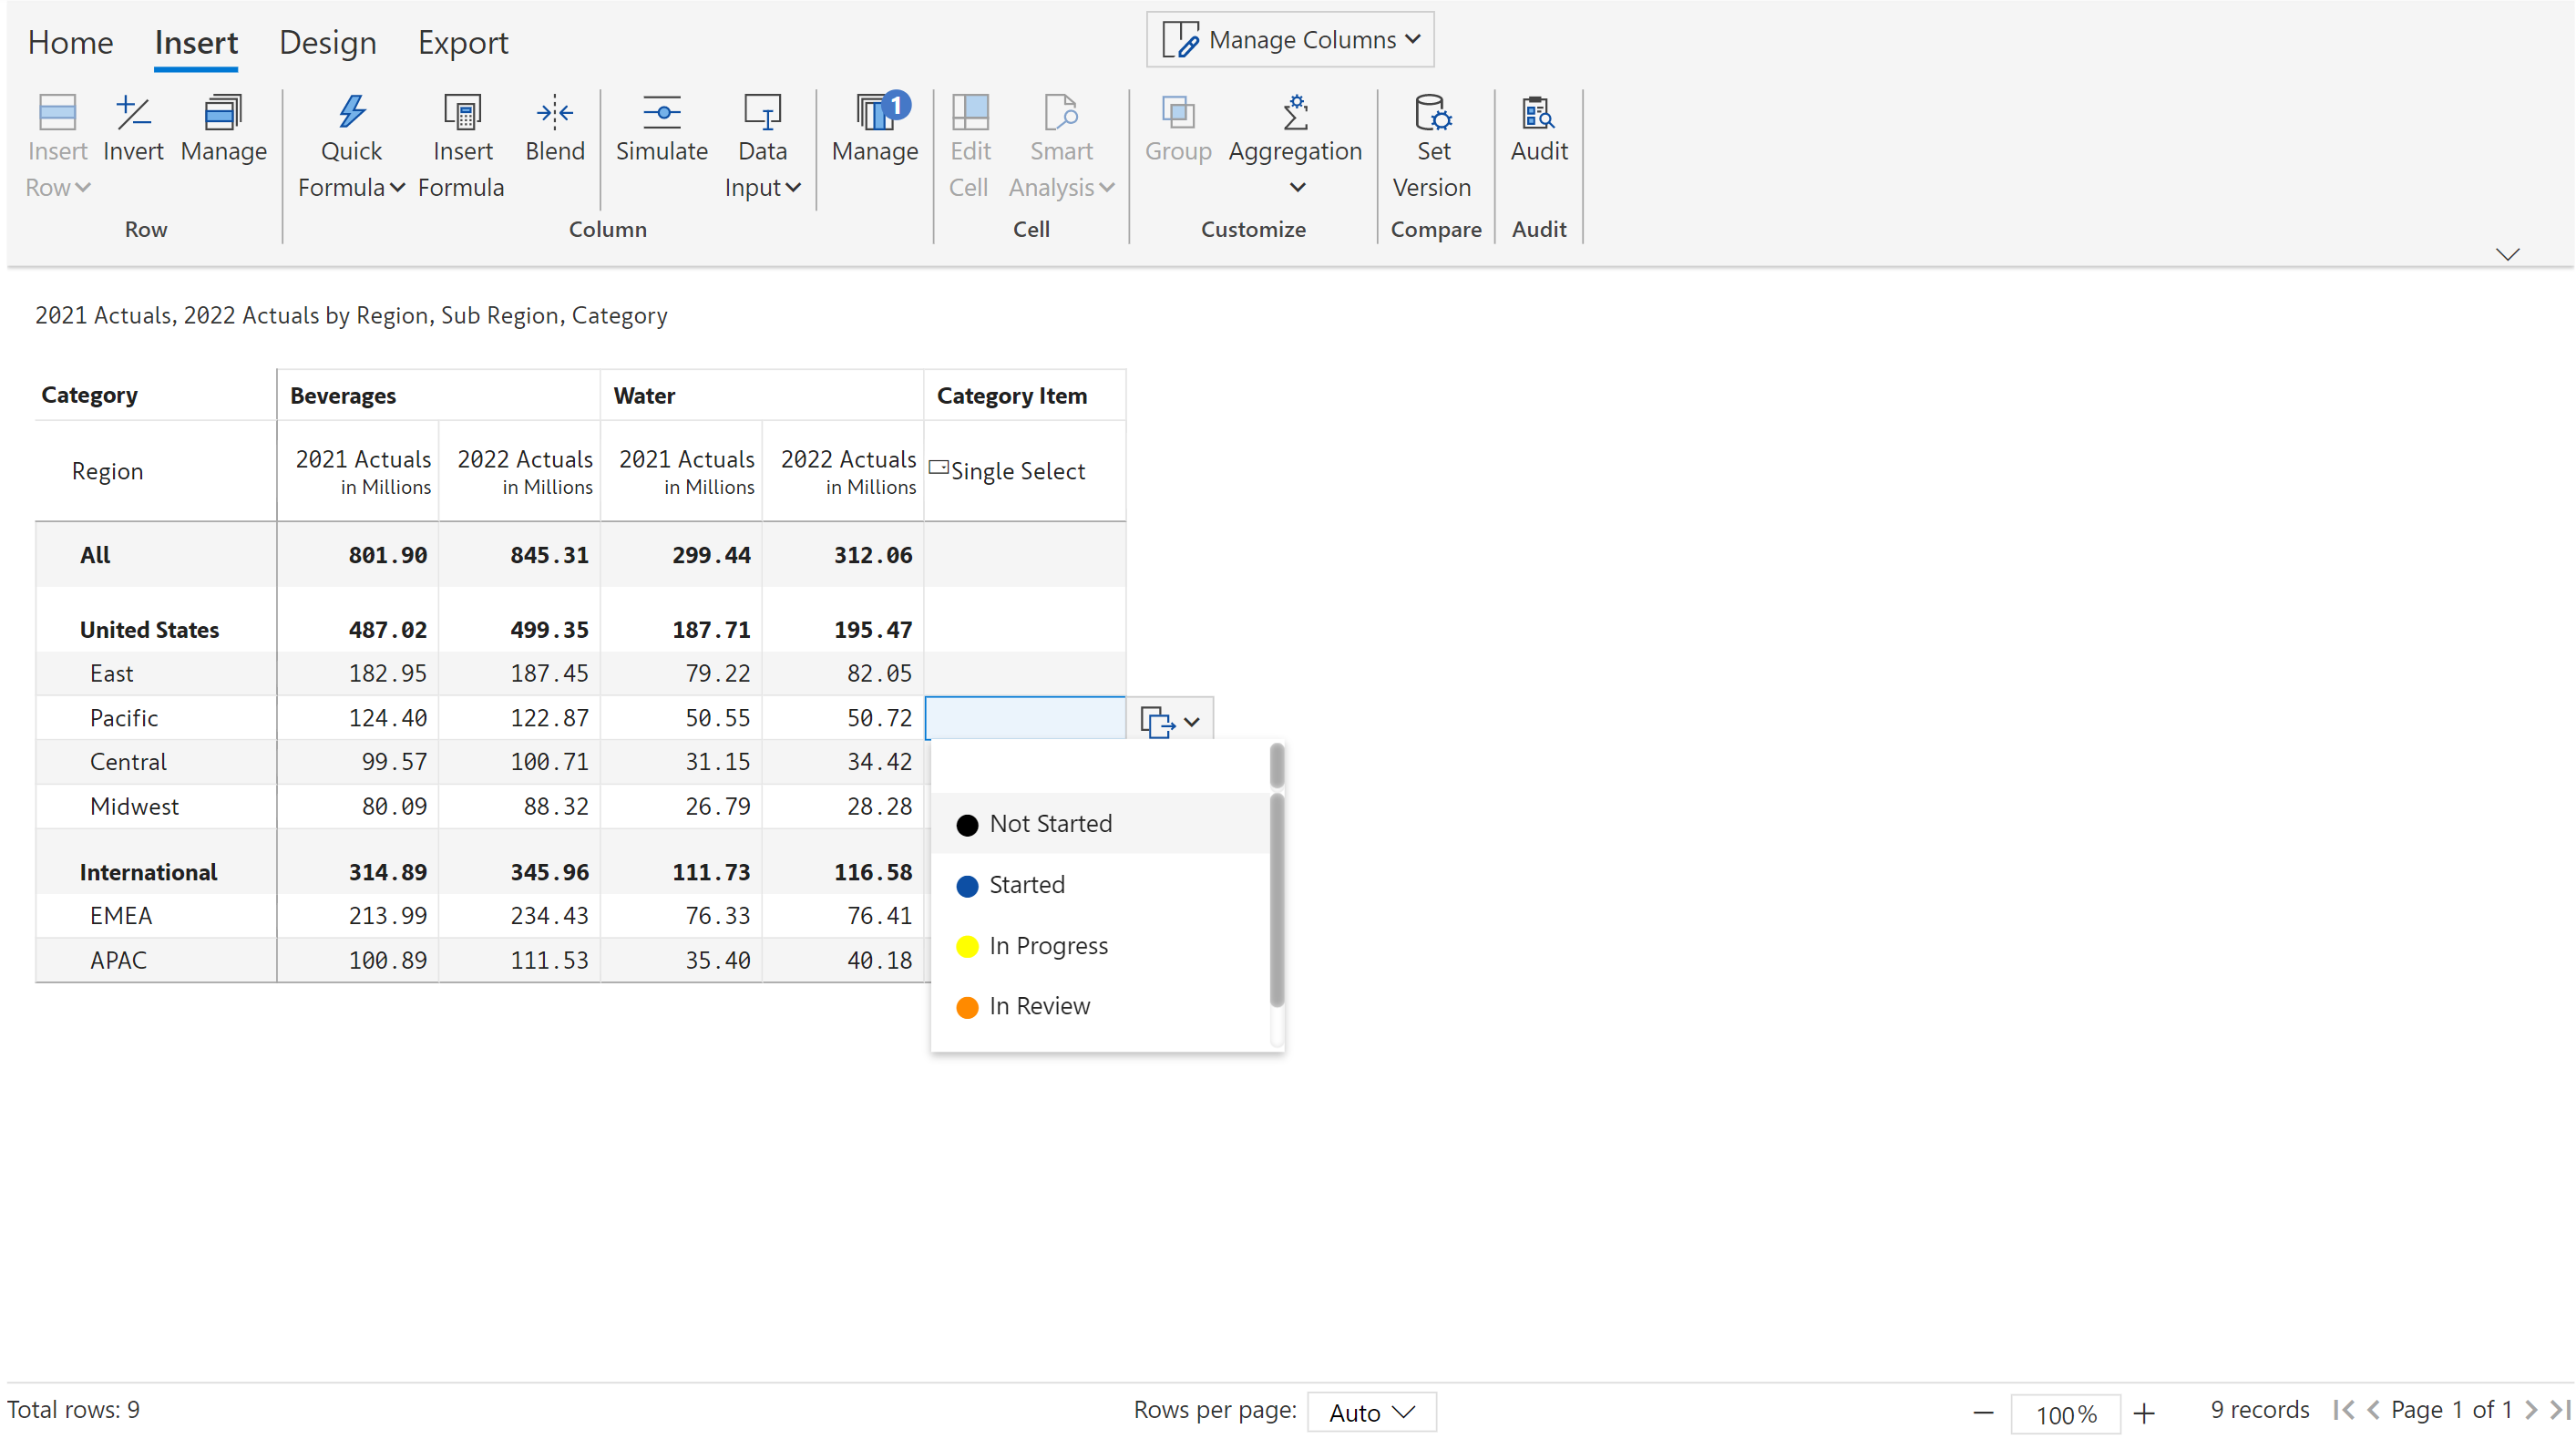 Home Insert Design Export
Manage Columns
1
Insert Invert Manage Quick Insert Blend Simulate Data Manage Edit Smart Group Aggregation Set Audit
Row Formula Formula Input Cell Analysis Version
Row Column Cell Customize Compare Audit
2021 Actuals, 2022 Actuals by Region, Sub Region, Category
Category Beverages Water Category Item
Region 2021 Actuals 2022 Actuals 2021 Actuals 2022 Actuals Single Select
in Millions in Millions in Millions in Millions
All 801.90 845.31 299.44 312.06
United States 487.02 499.35 187.71 195.47
East 182.95 187.45 79.22 82.05
Pacific 124.40 122.87 50.55 50.72
Central 99.57 100.71 31.15 34.42
Midwest 80.09 88.32 26.79 28.28
Not Started
International 314.89 345.96 111.73 116.58
Started
EMEA 213.99 234.43 76.33 76.41
In Progress
APAC 100.89 111.53 35.40 40.18
In Review
Total rows: 9 Rows per page: Auto 100% 9 records Page 1 of 1